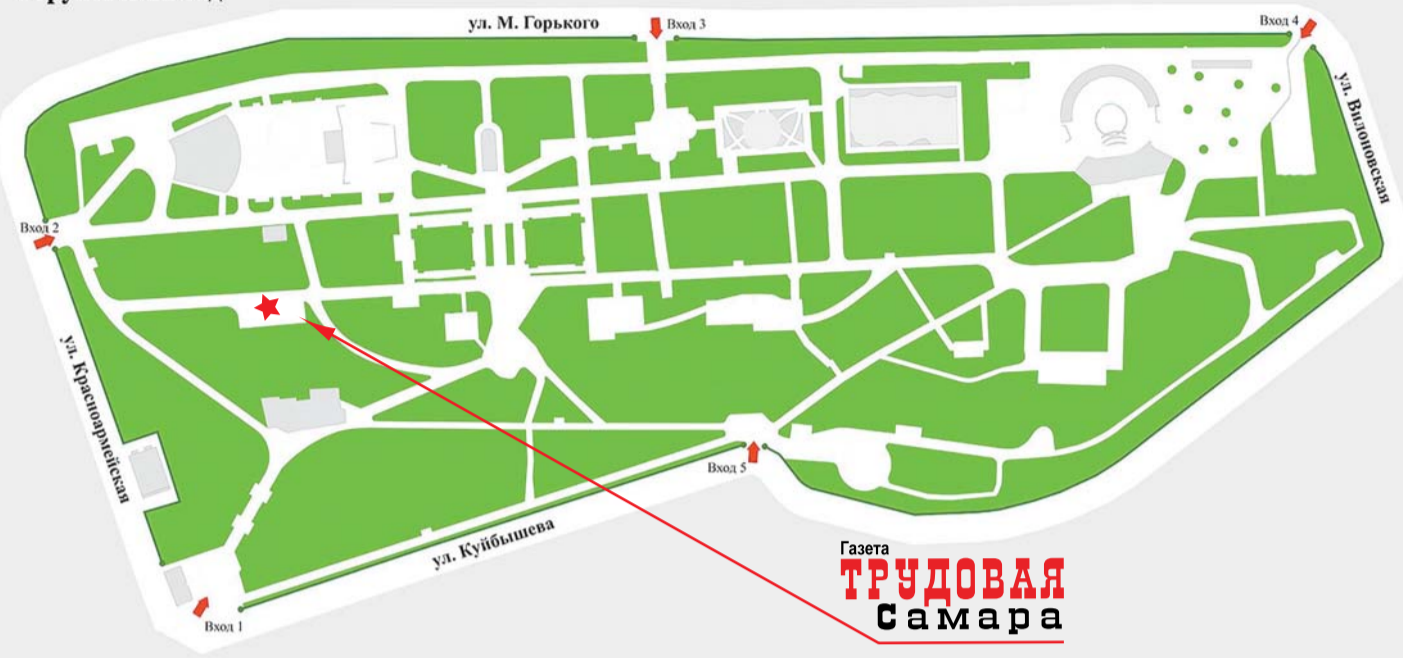 ул. М. Горького
Вход 3
Вход 4
ул. Вилоновская
Вход 2
ул. Красноармейская
Вход 5
ул. Куйбышева
Вход 1
Газета
ТРУДОВАЯ
Самара